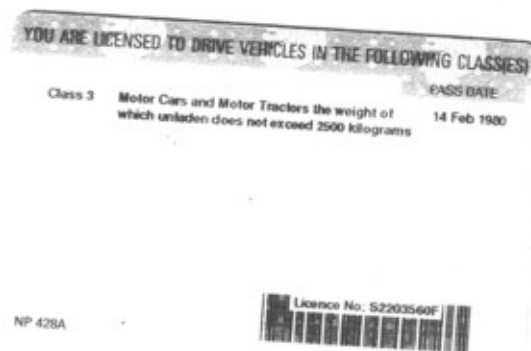 YOU ARE LICENSED TO DRIVE VEHICLES IN THE FOLLOWING CLASS(ES)
PASS DATE
Class 3 Motor Cars and Motor Tractors the weight of which unladen does not exceed 2500 kilograms 14 Feb 1980
Licence No: S2203560F
NP 428A